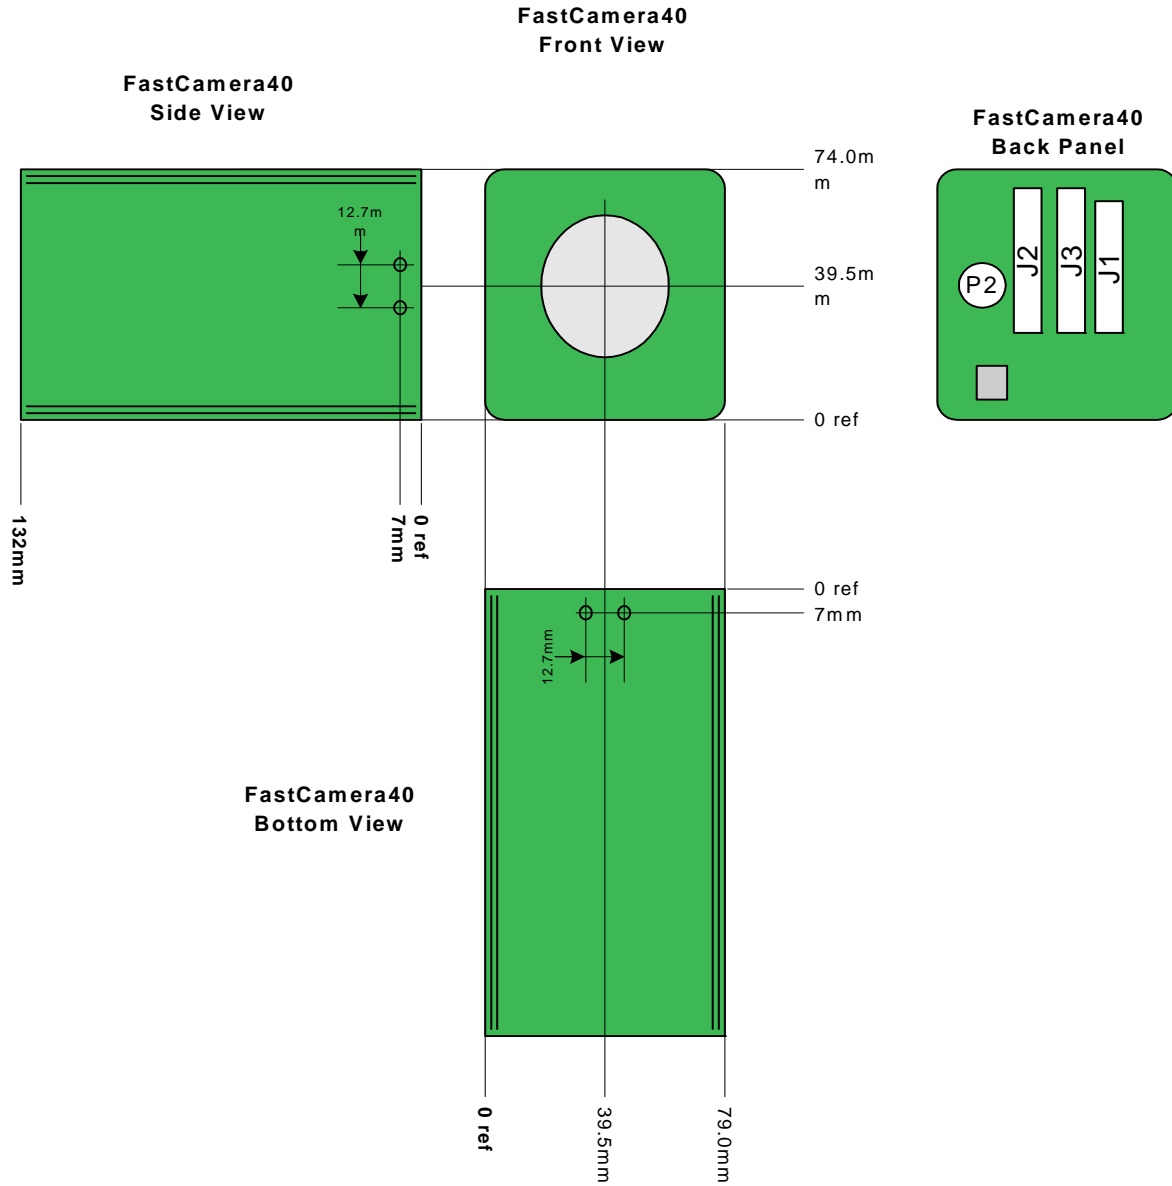 FastCamera40
Front View
FastCamera40
Side View
FastCamera40
Back Panel
74.0m
m
12.7m
m
39.5m
m
J2
J3
J1
P2
0 ref
132mm
7mm
0 ref
0 ref
7mm
12.7mm
FastCamera40
Bottom View
0 ref
39.5mm
79.0mm